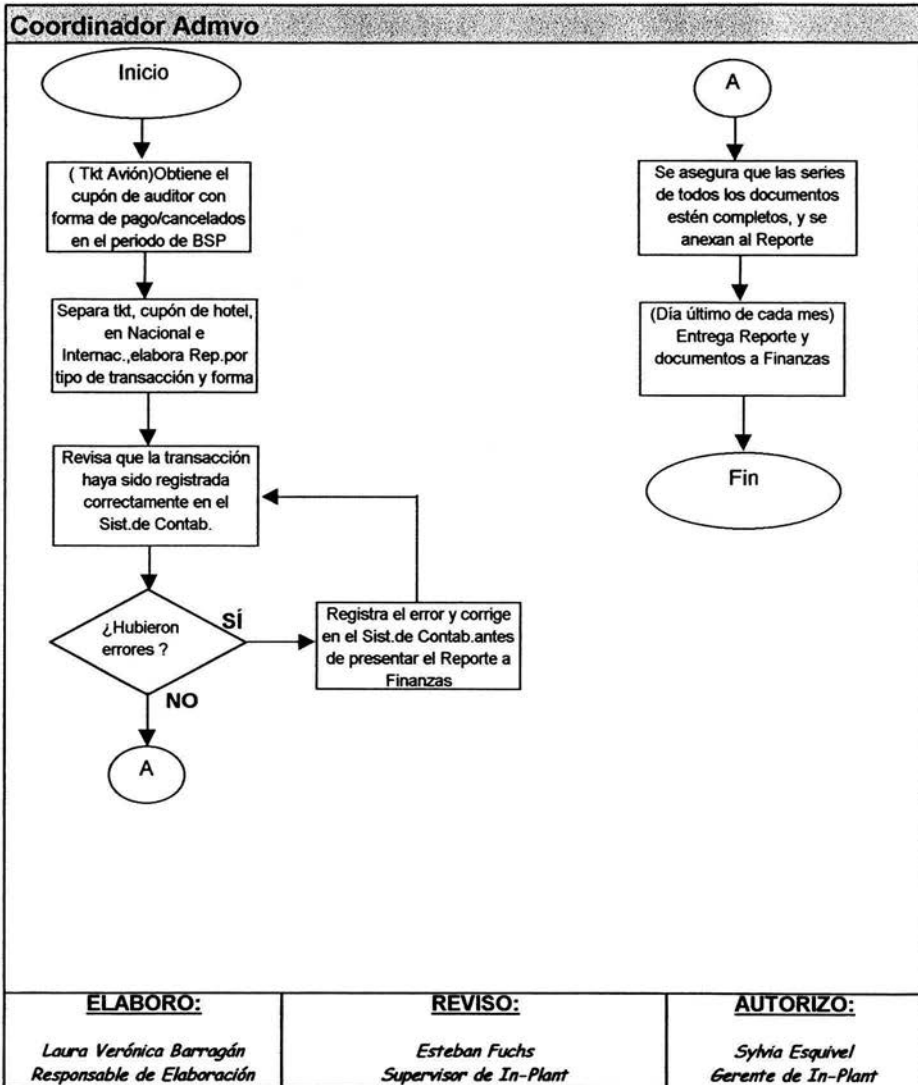 Coordinador Admvo
Inicio
( Tkt Avión)Obtiene el
cupón de auditor con
forma de pago/cancelados
en el periodo de BSP
Separa tkt, cupón de hotel,
en Nacional e
Internac.,elabora Rep.por
tipo de transacción y forma
Revisa que la transacción
haya sido registrada
correctamente en el
Sist.de Contab.
¿Hubieron
errores ?
SÍ
NO
Registra el error y corrige
en el Sist.de Contab.antes
de presentar el Reporte a
Finanzas
A
A
Se asegura que las series
de todos los documentos
estén completos, y se
anexan al Reporte
(Día último de cada mes)
Entrega Reporte y
documentos a Finanzas
Fin
ELABORO:
Laura Verónica Barragán
Responsable de Elaboración
REVISO:
Esteban Fuchs
Supervisor de In-Plant
AUTORIZO:
Sylvia Esquivel
Gerente de In-Plant